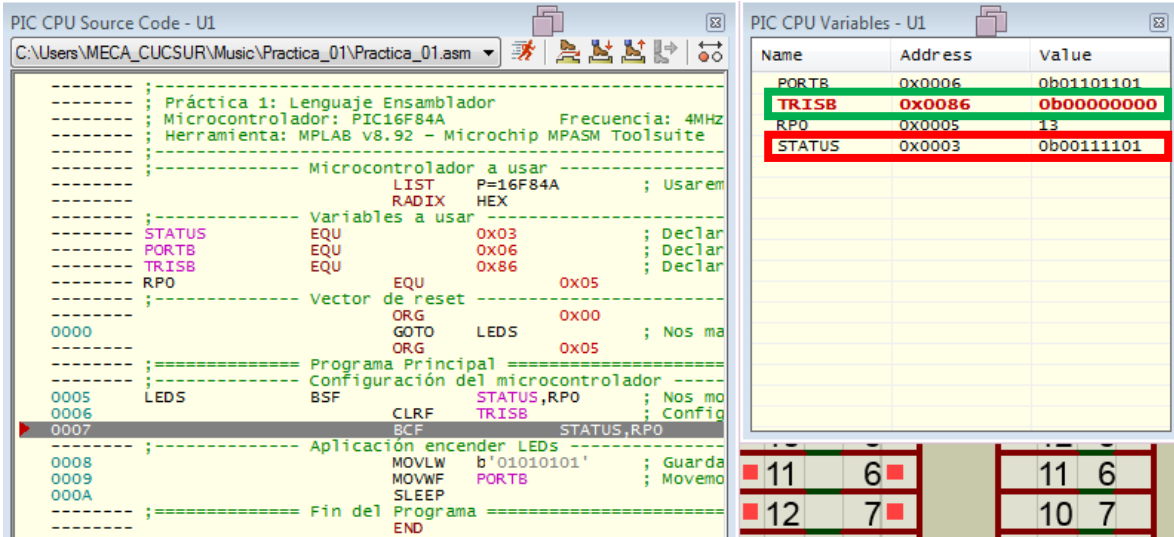 PIC CPU Source Code - U1
C:\Users\MECA_CUCSUR\Music\Practica_01\Practica_01.asm
-------- ;--------------------------------------------------------
-------- ; Práctica 1: Lenguaje Ensamblador
-------- ; Microcontrolador: PIC16F84A Frecuencia: 4MHz
-------- ; Herramienta: MPLAB v8.92 - Microchip MPASM Toolsuite
-------- ;--------------------------------------------------------
-------- ;-------------- Microcontrolador a usar ----------------
-------- LIST P=16F84A ; Usarem
-------- RADIX HEX
-------- ;-------------- Variables a usar -----------------------
-------- STATUS EQU 0x03 ; Declar
-------- PORTB EQU 0x06 ; Declar
-------- TRISB EQU 0x86 ; Declar
-------- RP0 EQU 0x05
-------- ;-------------- Vector de reset ------------------------
-------- ORG 0x00
0000 GOTO LEDS ; Nos ma
-------- ORG 0x05
-------- ;============== Programa Principal =====================
-------- ;-------------- Configuración del microcontrolador -----
0005 LEDS BSF STATUS,RP0 ; Nos mo
0006 CLRF TRISB ; Config
0007 BCF STATUS,RP0
-------- ;-------------- Aplicación encender LEDs ---------------
0008 MOVLW b'01010101' ; Guarda
0009 MOVWF PORTB ; Movemo
000A SLEEP
-------- ;============== Fin del Programa =======================
-------- END
PIC CPU Variables - U1
Name Address Value
PORTB 0x0006 0b01101101
TRISB 0x0086 0b00000000
RP0 0x0005 13
STATUS 0x0003 0b00111101
11 6 11 6
12 7 10 7